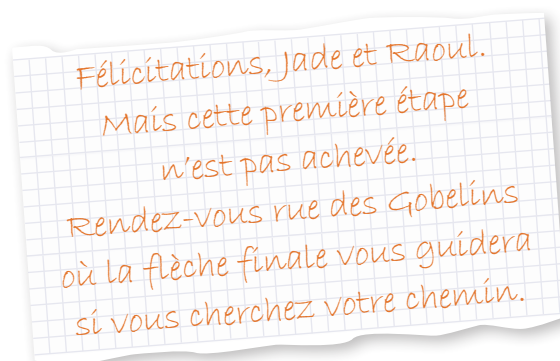 Félicitations, Jade et Raoul.
Mais cette première étape
n'est pas achevée.
Rendez-vous rue des Gobelins
où la flèche finale vous guidera
si vous cherchez votre chemin.